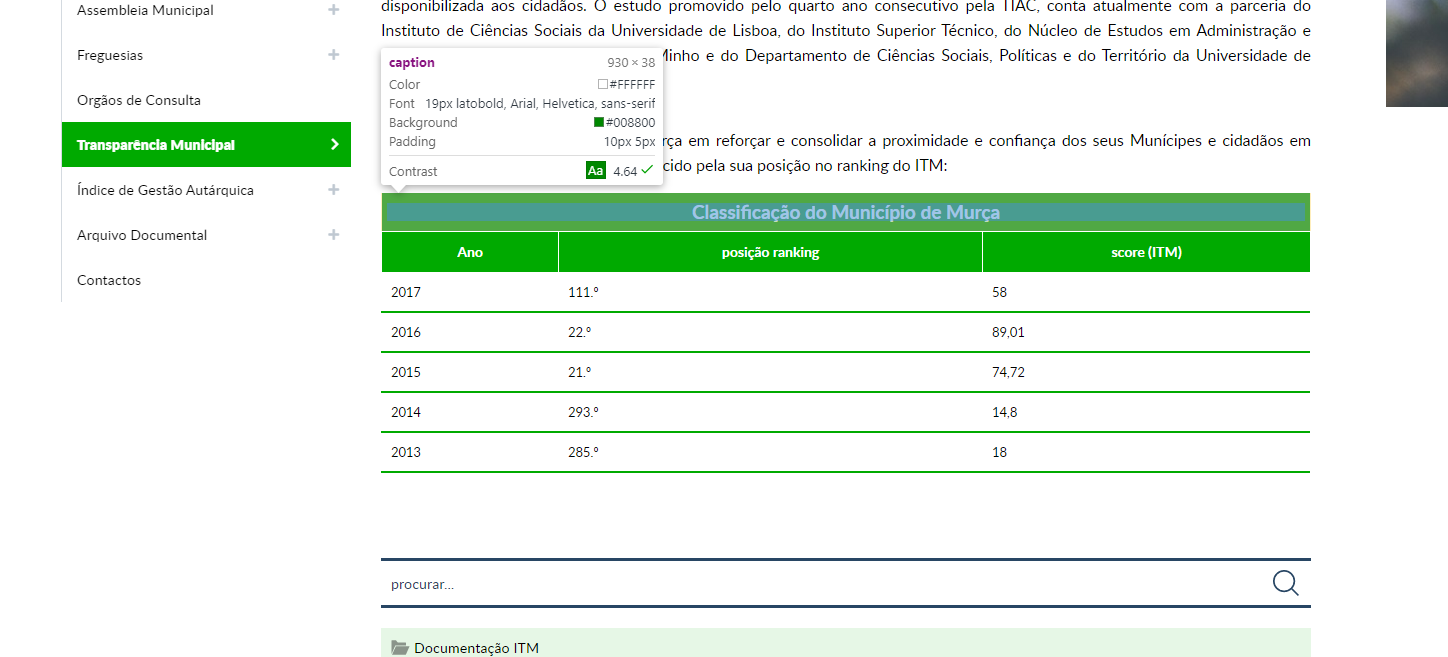 Assembleia Municipal
Freguesias
Orgãos de Consulta
Transparência Municipal
Índice de Gestão Autárquica
Arquivo Documental
Contactos
disponibilizada aos cidadãos. O estudo promovido pelo quarto ano consecutivo pela TIAC, conta atualmente com a parceria do
Instituto de Ciências Sociais da Universidade de Lisboa, do Instituto Superior Técnico, do Núcleo de Estudos em Administração e
Minho e do Departamento de Ciências Sociais, Políticas e do Território da Universidade de
caption 930 × 38
Color #FFFFFF
Font 19px latobold, Arial, Helvetica, sans-serif
Background #008800
Padding 10px 5px
Contrast Aa 4.64
rça em reforçar e consolidar a proximidade e confiança dos seus Munícipes e cidadãos em
cido pela sua posição no ranking do ITM:
Classificação do Município de Murça
Ano posição ranking score (ITM)
2017 111.º 58
2016 22.º 89,01
2015 21.º 74,72
2014 293.º 14,8
2013 285.º 18
procurar...
Documentação ITM